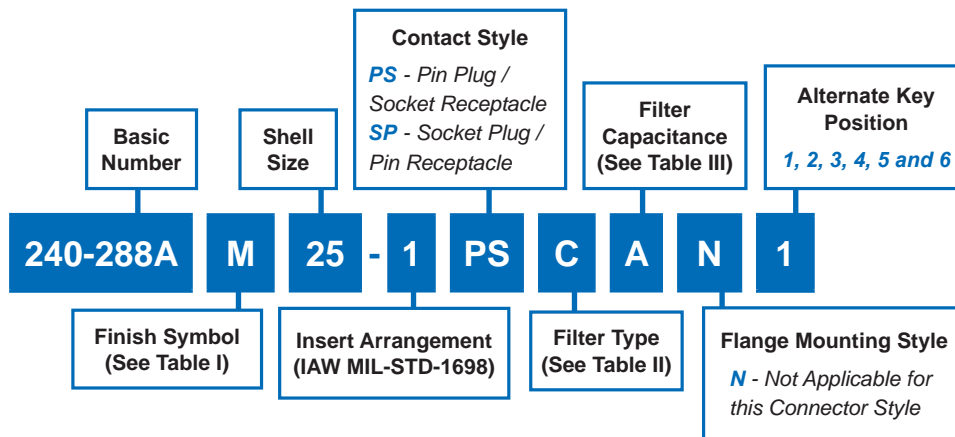 Contact Style
PS - Pin Plug /
Socket Receptacle
SP - Socket Plug /
Pin Receptacle
Basic
Number
Shell
Size
Filter
Capacitance
(See Table III)
Alternate Key
Position
1, 2, 3, 4, 5 and 6
240-288A M 25 - 1 PS C A N 1
Finish Symbol
(See Table I)
Insert Arrangement
(IAW MIL-STD-1698)
Filter Type
(See Table II)
Flange Mounting Style
N - Not Applicable for
this Connector Style